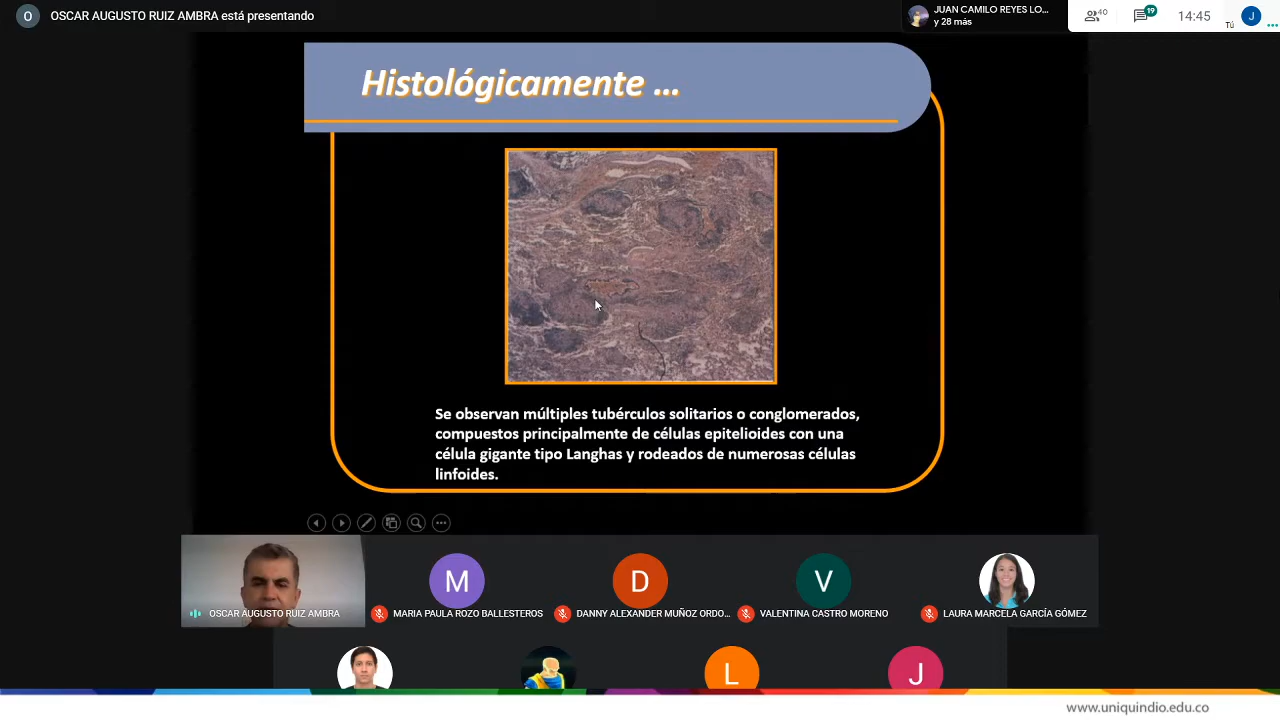 O
OSCAR AUGUSTO RUIZ AMBRA está presentando
JUAN CAMILO REYES LO...
y 28 más
40
19
14:45
Tú
J
Histológicamente ...
Se observan múltiples tubérculos solitarios o conglomerados,
compuestos principalmente de células epitelioides con una
célula gigante tipo Langhas y rodeados de numerosas células
linfoides.
M
D
V
OSCAR AUGUSTO RUIZ AMBRA
MARIA PAULA ROZO BALLESTEROS
DANNY ALEXANDER MUÑOZ ORDO...
VALENTINA CASTRO MORENO
LAURA MARCELA GARCÍA GÓMEZ
L
J
www.uniquindio.edu.co